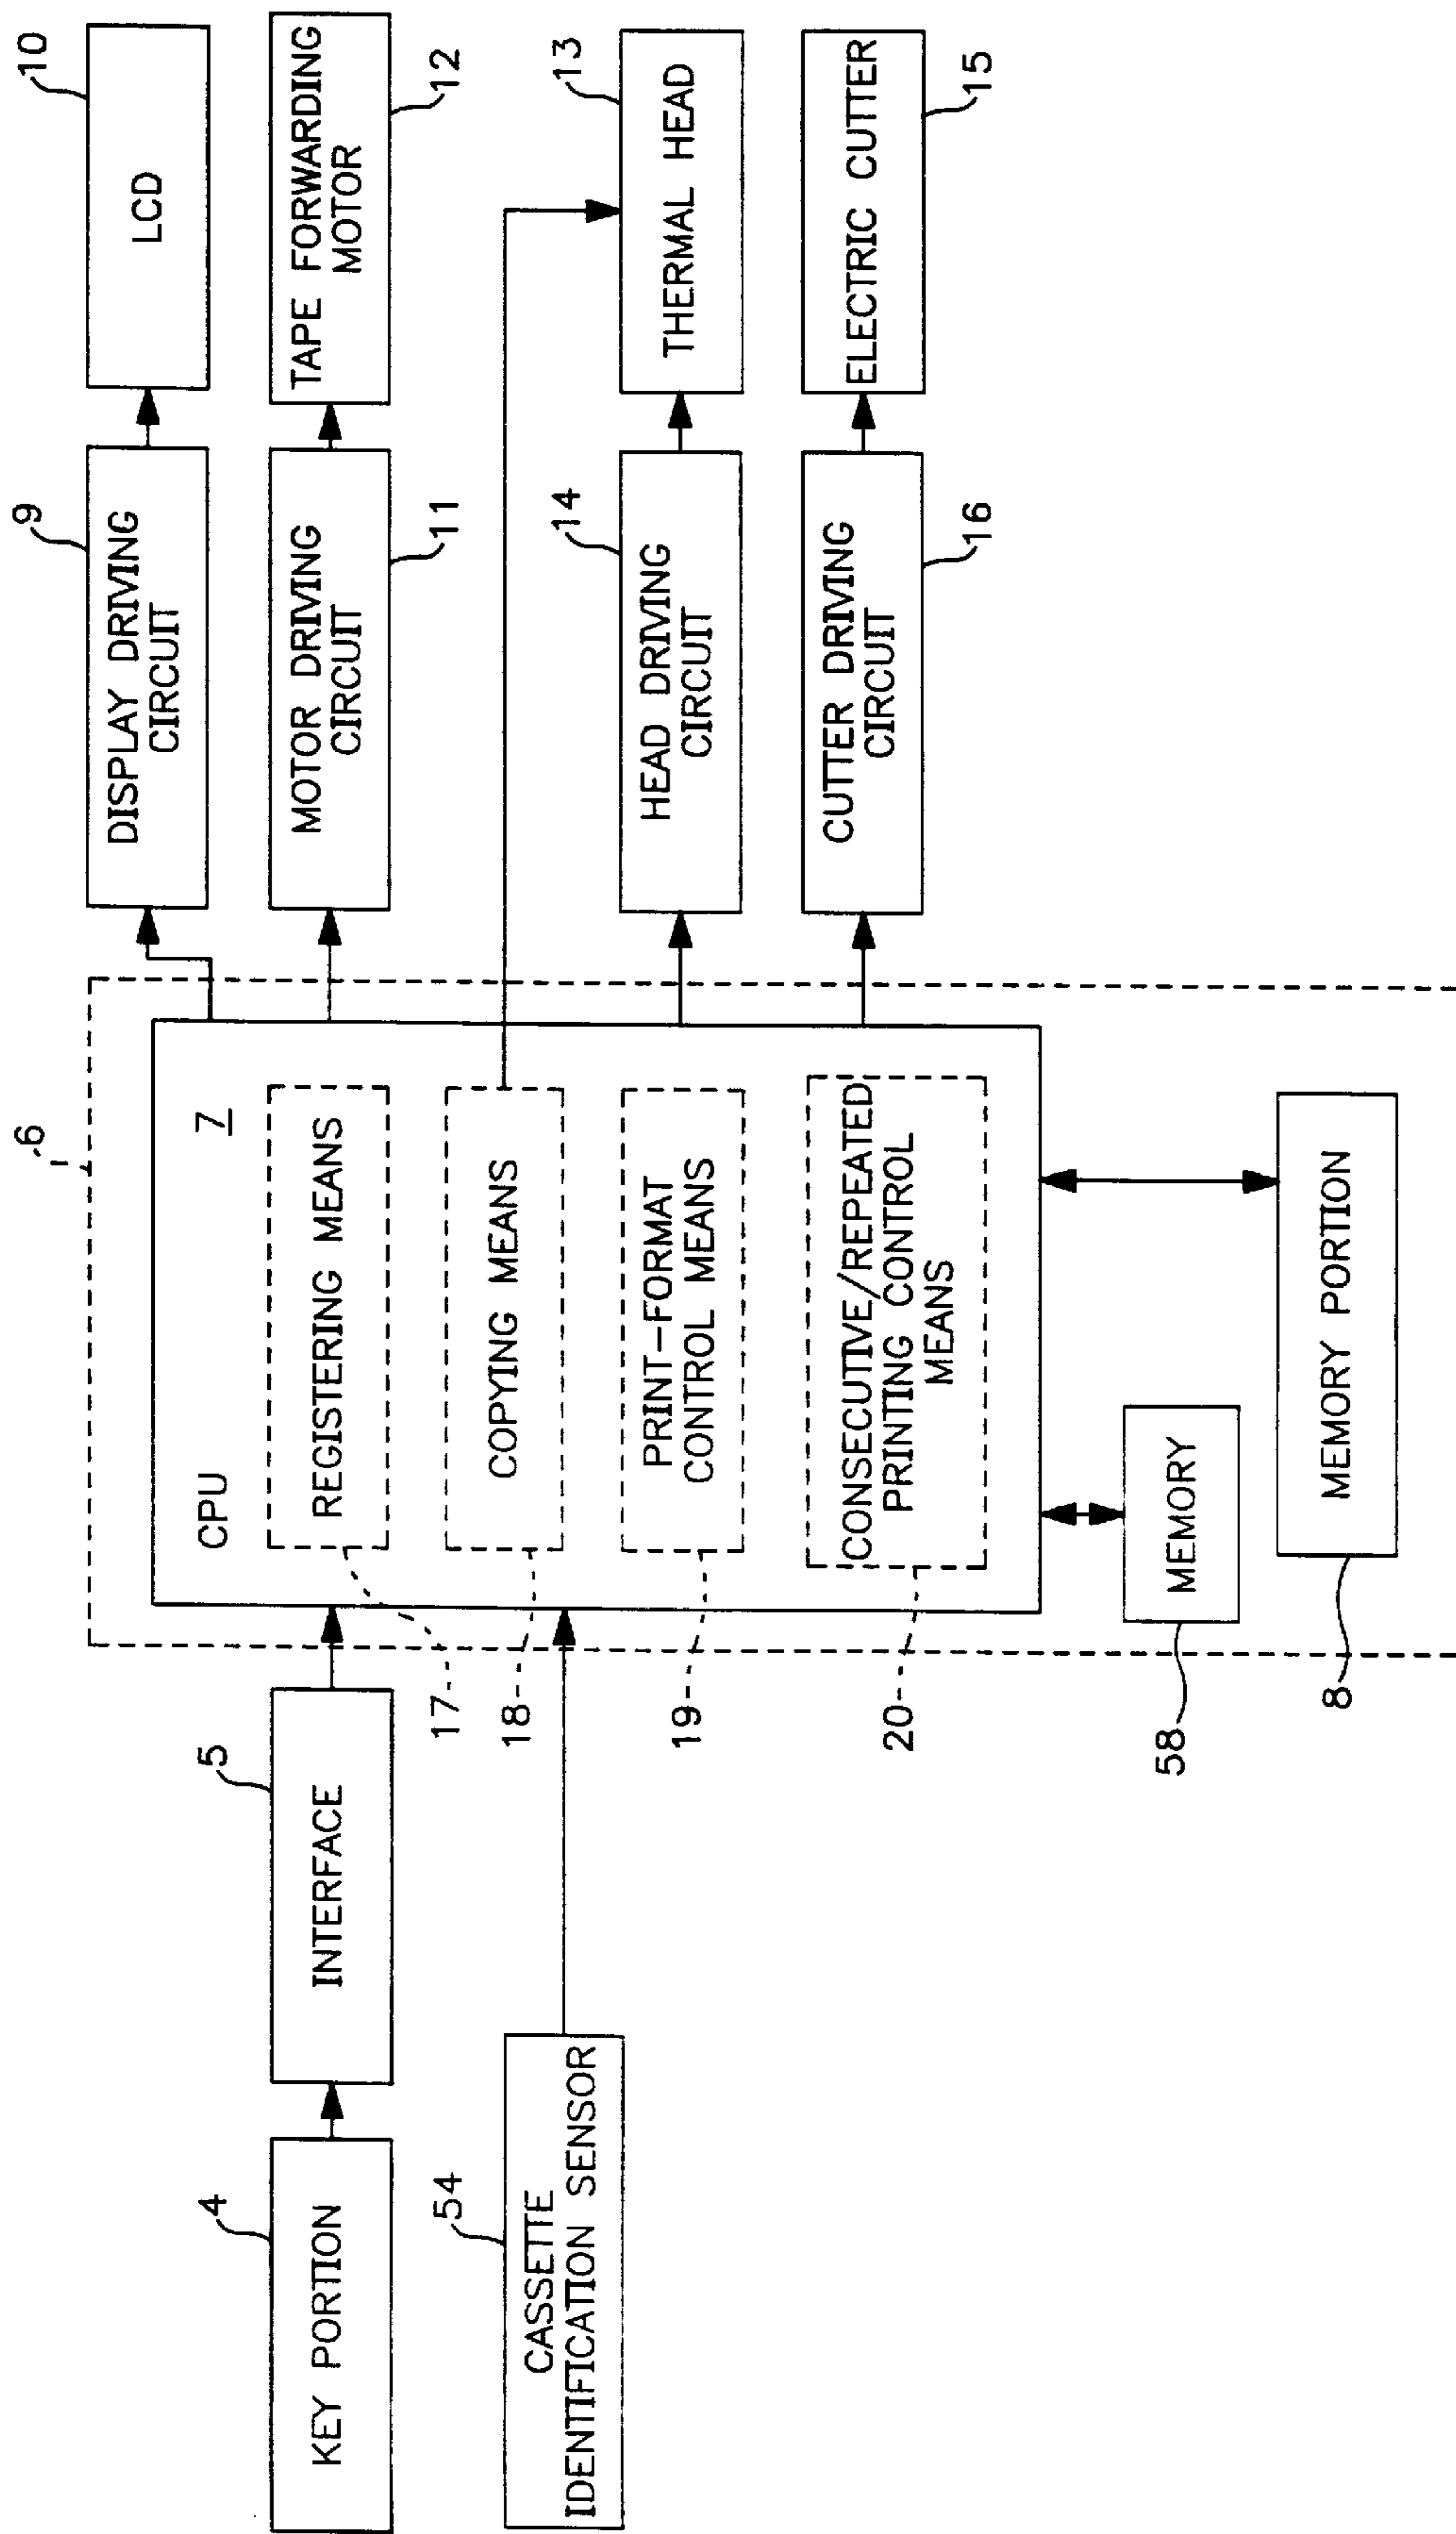 6
10
9
LCD
DISPLAY DRIVING
CIRCUIT
4
5
CPU
7
KEY PORTION
INTERFACE
REGISTERING MEANS
MOTOR DRIVING
CIRCUIT
TAPE FORWARDING
MOTOR
11
12
17
54
CASSETTE
IDENTIFICATION SENSOR
18
COPYING MEANS
14
13
19
PRINT-FORMAT
CONTROL MEANS
HEAD DRIVING
CIRCUIT
THERMAL HEAD
20
CONSECUTIVE/REPEATED
PRINTING CONTROL
MEANS
CUTTER DRIVING
CIRCUIT
ELECTRIC CUTTER
16
15
58
MEMORY
8
MEMORY PORTION